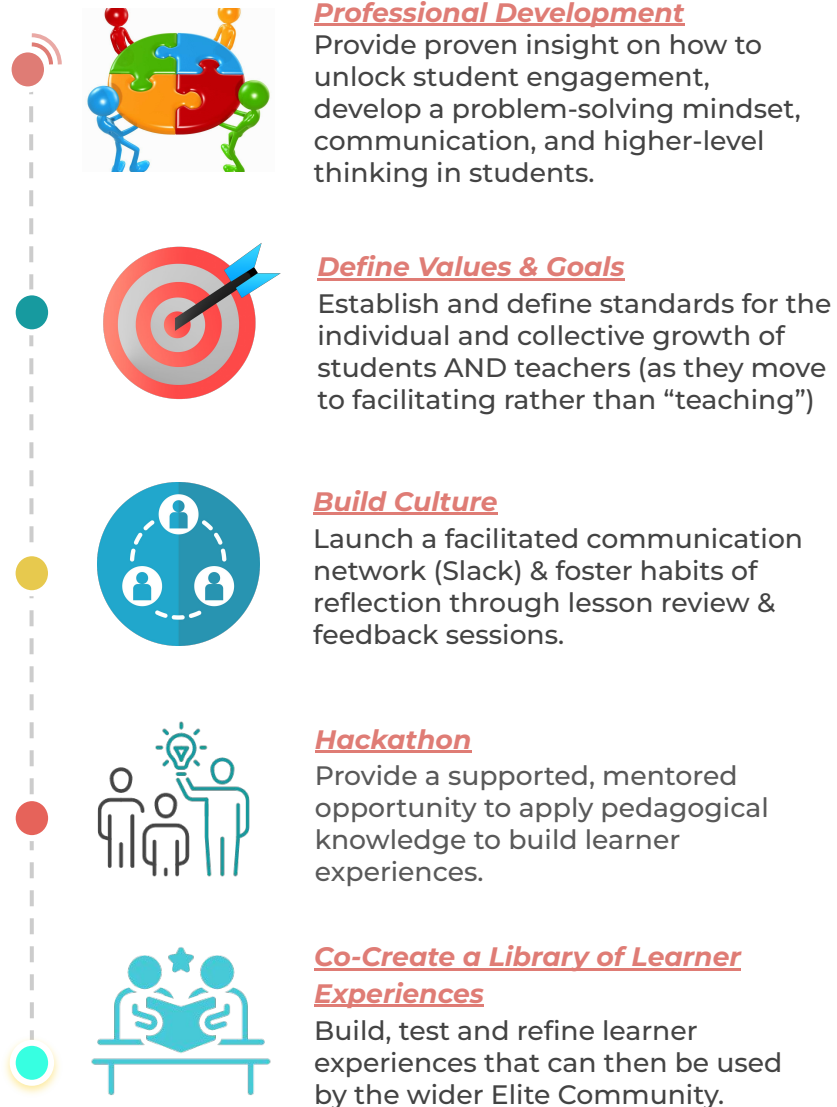 Professional Development
Provide proven insight on how to
unlock student engagement,
develop a problem-solving mindset,
communication, and higher-level
thinking in students.
Define Values & Goals
Establish and define standards for the
individual and collective growth of
students AND teachers (as they move
to facilitating rather than “teaching”)
Build Culture
Launch a facilitated communication
network (Slack) & foster habits of
reflection through lesson review &
feedback sessions.
Hackathon
Provide a supported, mentored
opportunity to apply pedagogical
knowledge to build learner
experiences.
Co-Create a Library of Learner
Experiences
Build, test and refine learner
experiences that can then be used
by the wider Elite Community.